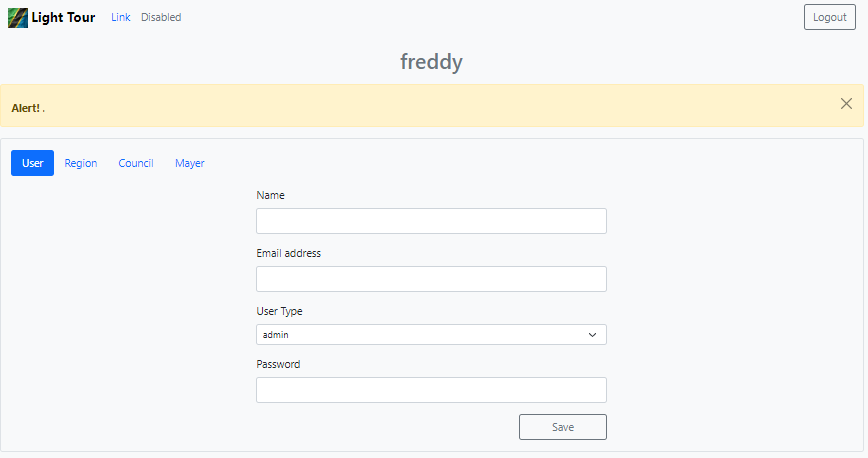 Light Tour Link Disabled Logout
freddy
Alert! .
User Region Council Mayer
Name
Email address
User Type
admin
Password
Save